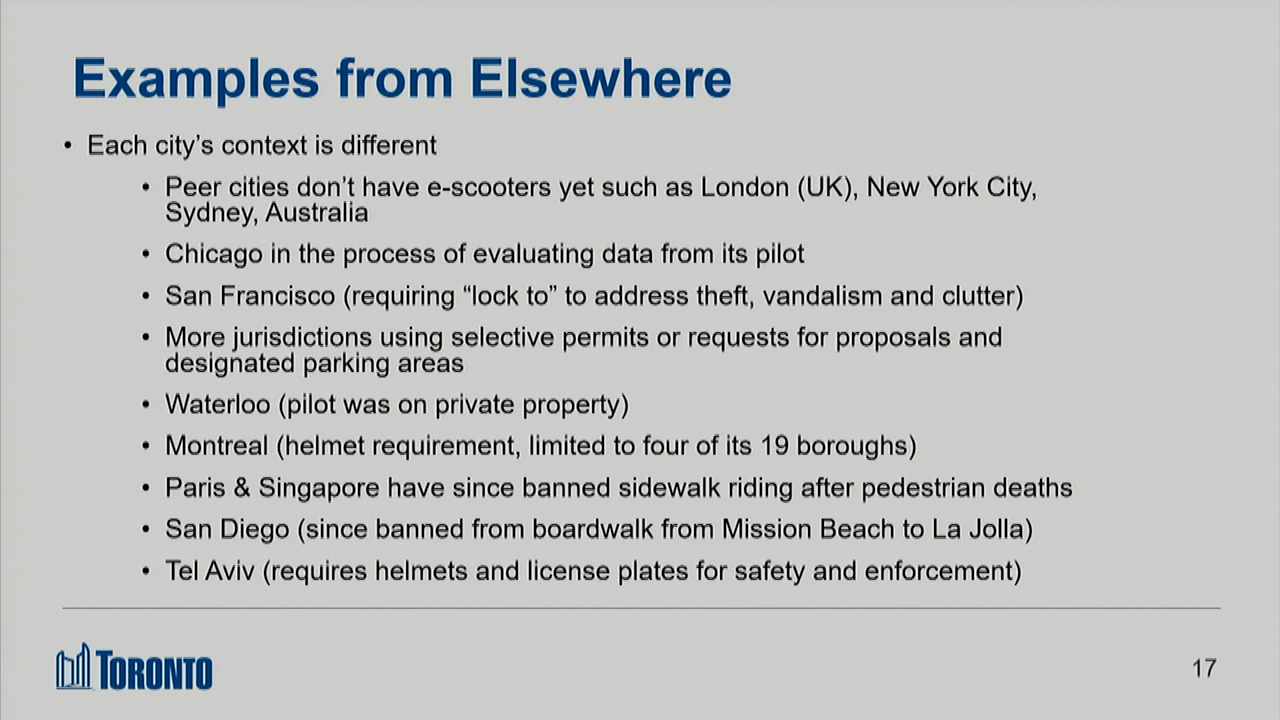 Examples from Elsewhere
• Each city’s context is different
• Peer cities don’t have e-scooters yet such as London (UK), New York City,
Sydney, Australia
• Chicago in the process of evaluating data from its pilot
• San Francisco (requiring “lock to” to address theft, vandalism and clutter)
• More jurisdictions using selective permits or requests for proposals and
designated parking areas
• Waterloo (pilot was on private property)
• Montreal (helmet requirement, limited to four of its 19 boroughs)
• Paris & Singapore have since banned sidewalk riding after pedestrian deaths
• San Diego (since banned from boardwalk from Mission Beach to La Jolla)
• Tel Aviv (requires helmets and license plates for safety and enforcement)
TORONTO
17